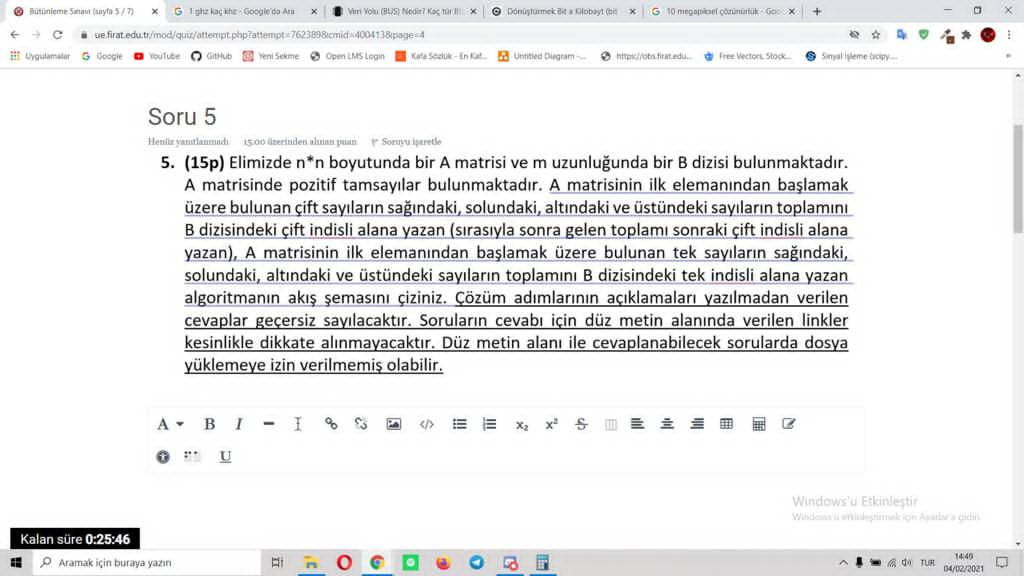 Bütünleme Sınavı (sayfa 5 / 7)
1 ghz kaç khz - Google'da Ara
Veri Yolu (BUS) Nedir? Kaç tür B
Dönüştürmek Bit a Kilobayt (bit
10 megapiksel çözünürlük - Goo
ue.firat.edu.tr/mod/quiz/attempt.php?attempt=762389&cmid=400413&page=4
Uygulamalar Google YouTube GitHub Yeni Sekme Open LMS Login Kafa Sözlük - En Kaf... Untitled Diagram -... https://obs.firat.edu... Free Vectors, Stock... Sinyal İşleme (scipy....
Soru 5
Henüz yanıtlanmadı 15.00 üzerinden alınan puan Soruyu işaretle
5. (15p) Elimizde n*n boyutunda bir A matrisi ve m uzunluğunda bir B dizisi bulunmaktadır.
A matrisinde pozitif tamsayılar bulunmaktadır. A matrisinin ilk elemanından başlamak
üzere bulunan çift sayıların sağındaki, solundaki, altındaki ve üstündeki sayıların toplamını
B dizisindeki çift indisli alana yazan (sırasıyla sonra gelen toplamı sonraki çift indisli alana
yazan), A matrisinin ilk elemanından başlamak üzere bulunan tek sayıların sağındaki,
solundaki, altındaki ve üstündeki sayıların toplamını B dizisindeki tek indisli alana yazan
algoritmanın akış şemasını çiziniz. Çözüm adımlarının açıklamaları yazılmadan verilen
cevaplar geçersiz sayılacaktır. Soruların cevabı için düz metin alanında verilen linkler
kesinlikle dikkate alınmayacaktır. Düz metin alanı ile cevaplanabilecek sorularda dosya
yüklemeye izin verilmemiş olabilir.
A B I x₂ x² S
U
Windows'u Etkinleştir
Windows'u etkinleştirmek için Ayarlar'a gidin.
Kalan süre 0:25:46
Aramak için buraya yazın
TUR
14:49
04/02/2021